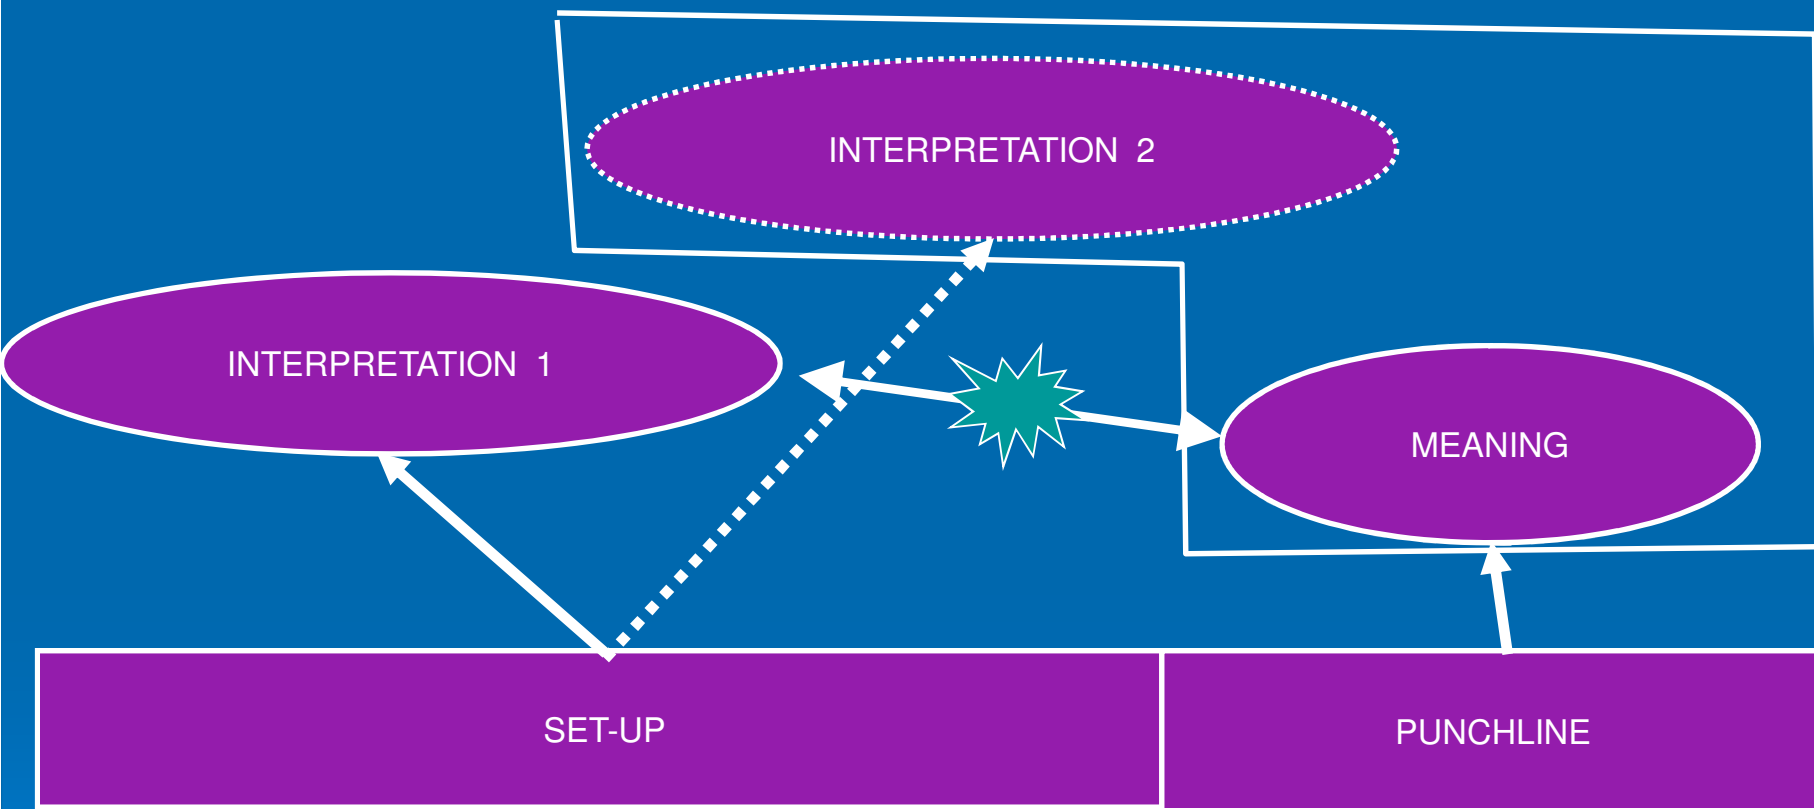 INTERPRETATION 2
INTERPRETATION 1
MEANING
SET-UP
PUNCHLINE